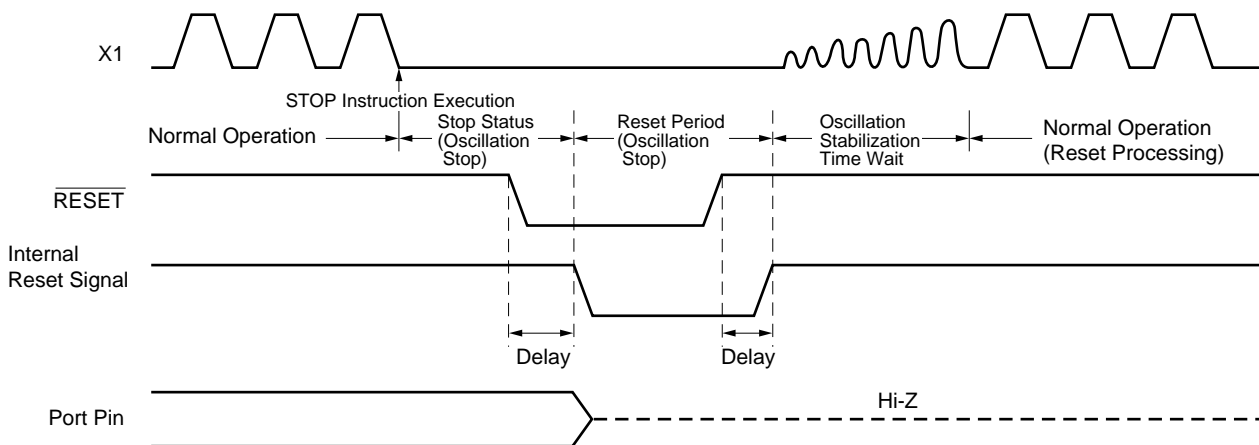 X1
STOP Instruction Execution
Normal Operation
Stop Status
(Oscillation
Stop)
Reset Period
(Oscillation
Stop)
Oscillation
Stabilization
Time Wait
Normal Operation
(Reset Processing)
RESET
Internal
Reset Signal
Delay
Delay
Port Pin
Hi-Z